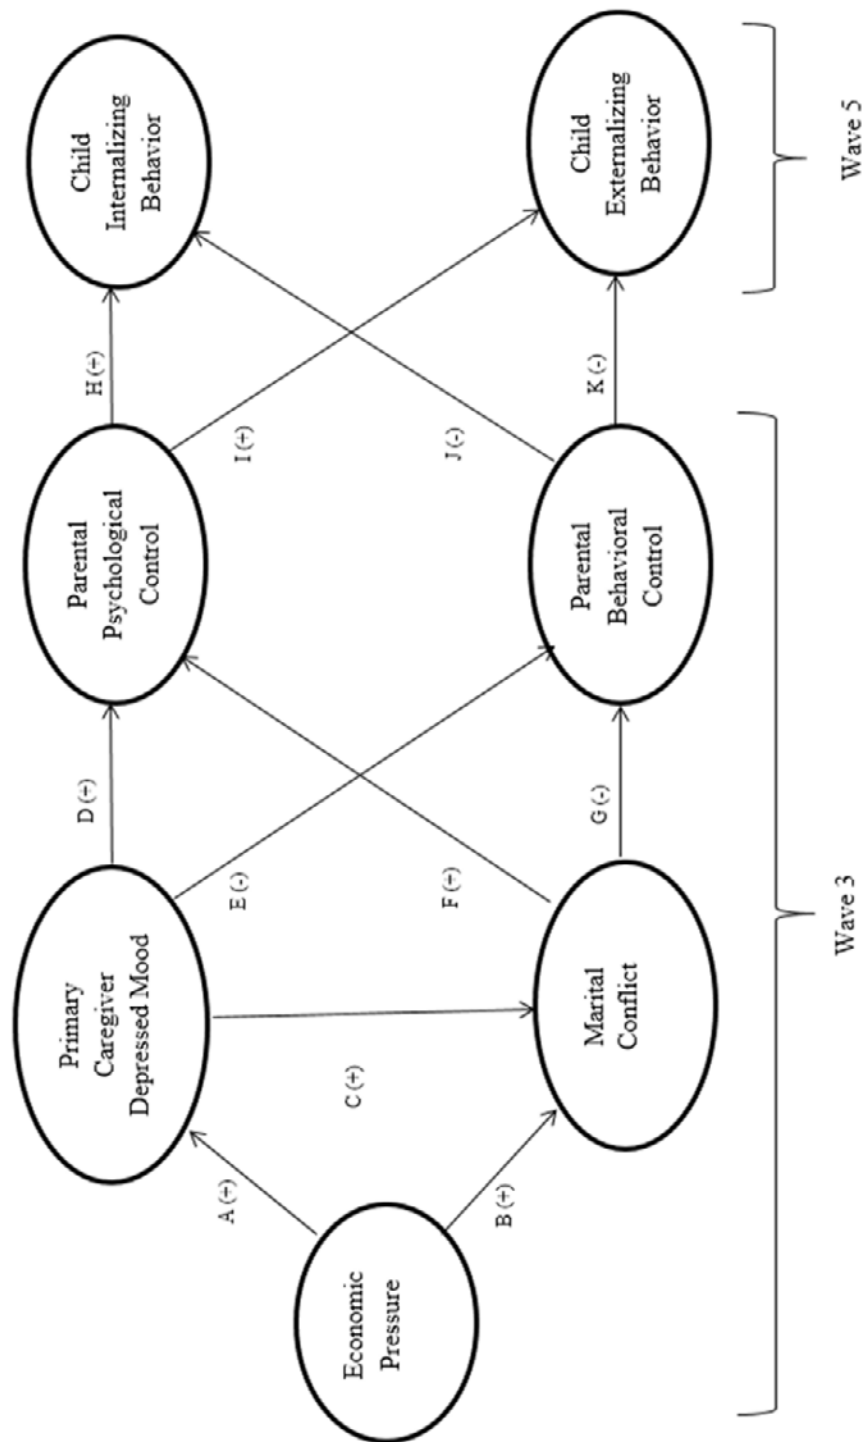 Economic
Pressure
A (+)
B (+)
Primary
Caregiver
Depressed Mood
C (+)
Marital
Conflict
D (+)
E (-)
F (+)
G (-)
Parental
Psychological
Control
Parental
Behavioral
Control
H (+)
I (+)
J (-)
K (-)
Child
Internalizing
Behavior
Child
Externalizing
Behavior
Wave 3
Wave 5